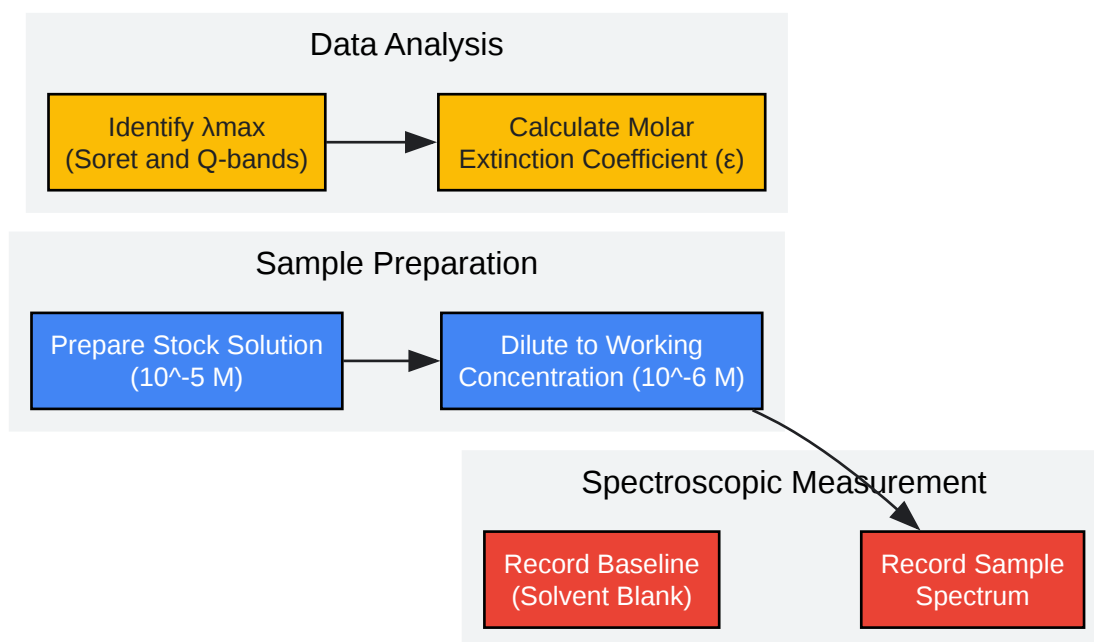 Data Analysis
Identify λmax
(Soret and Q-bands)
Calculate Molar
Extinction Coefficient (ε)
Sample Preparation
Prepare Stock Solution
(10^-5 M)
Dilute to Working
Concentration (10^-6 M)
Spectroscopic Measurement
Record Baseline
(Solvent Blank)
Record Sample
Spectrum